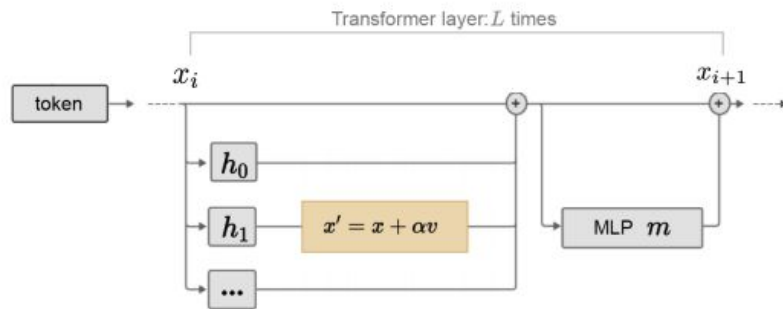 Transformer layer: L times
x_i
x_{i+1}
token
+
+
h_0
h_1
x' = x + αv
MLP m
...